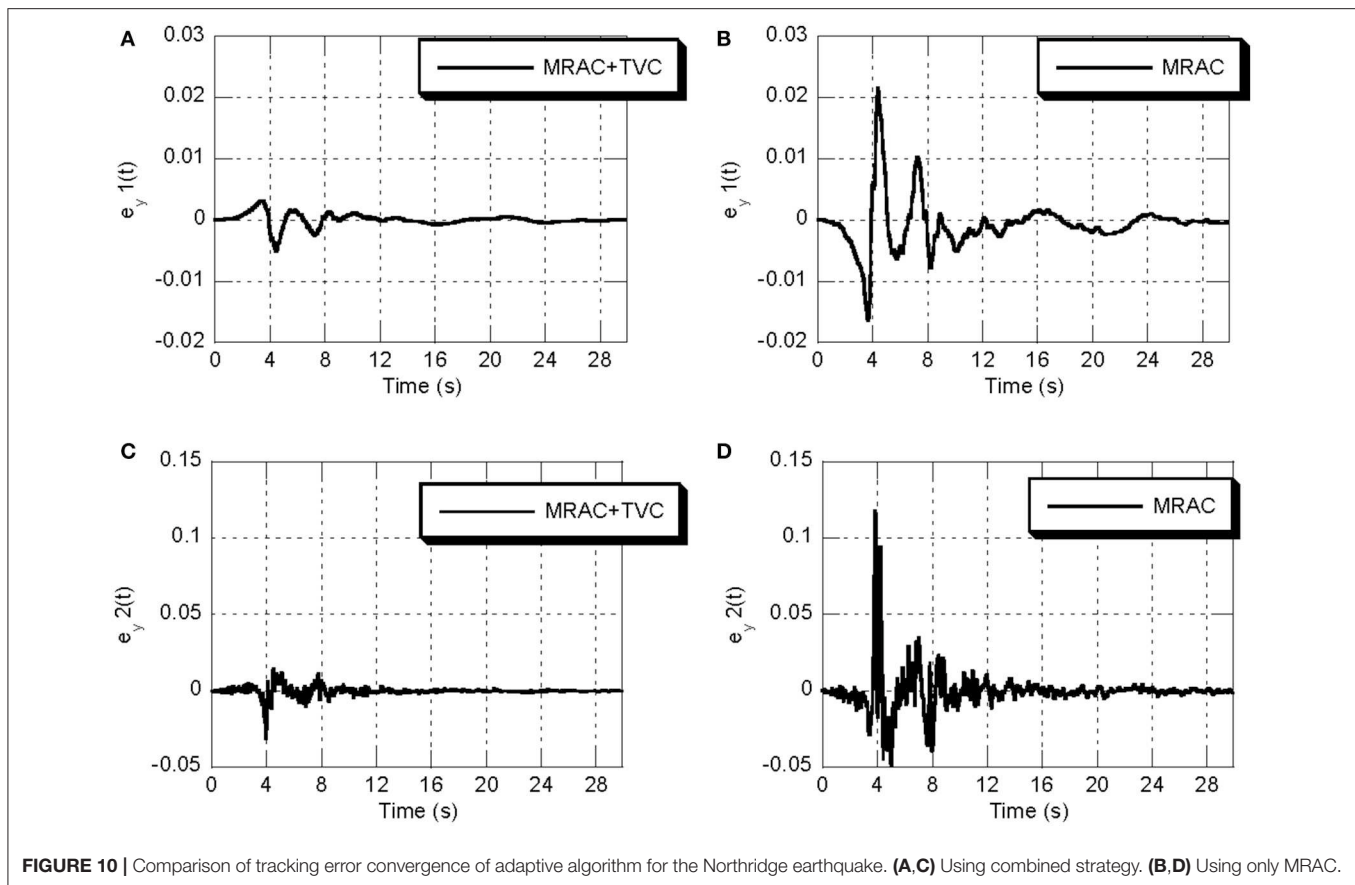 A
0.03
0.02
0.01
0
-0.01
-0.02
e_y 1(t)
MRAC+TVC
0 4 8 12 16 20 24 28
Time (s)
B
0.03
0.02
0.01
0
-0.01
-0.02
e_y 1(t)
MRAC
0 4 8 12 16 20 24 28
Time (s)
C
0.15
0.1
0.05
0
-0.05
e_y 2(t)
MRAC+TVC
0 4 8 12 16 20 24 28
Time (s)
D
0.15
0.1
0.05
0
-0.05
e_y 2(t)
MRAC
0 4 8 12 16 20 24 28
Time (s)
FIGURE 10 | Comparison of tracking error convergence of adaptive algorithm for the Northridge earthquake. (A,C) Using combined strategy. (B,D) Using only MRAC.